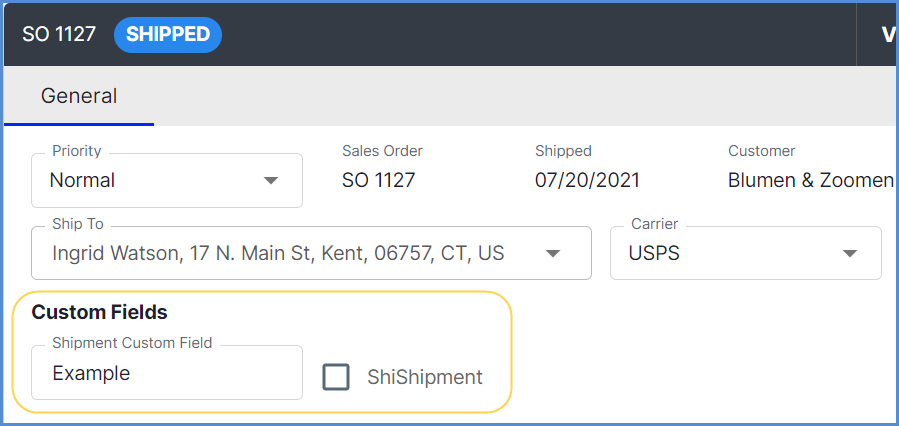 SO 1127 SHIPPED V
General
Priority Sales Order Shipped Customer
Normal SO 1127 07/20/2021 Blumen & Zoomen
Ship To Carrier
Ingrid Watson, 17 N. Main St, Kent, 06757, CT, US USPS
Custom Fields
Shipment Custom Field
Example ShiShipment